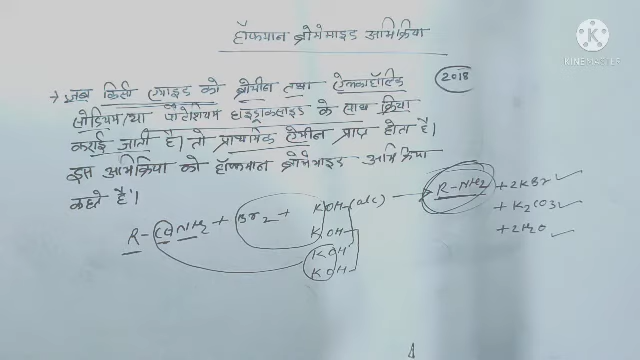 हॉफमान ब्रोमेमाइड अभिक्रिया
K
KINEMASTER
→ जब किसी एमाइड को ब्रोमीन तथा ऐल्कोहॉलिक
2018
सोडियम/या पोटेशियम हाइड्रॉक्साइड के साथ क्रिया
कराई जाती है। तो प्राथमिक ऐमीन प्राप्त होता है।
इस अभिक्रिया को हॉफमान ब्रोमेमाइड अभिक्रिया
कहते है।
R-CONH2 + Br2 + KOH (alc) → R-NH2 + 2KBr
KOH + K2CO3
KOH + 2H2O
KOH